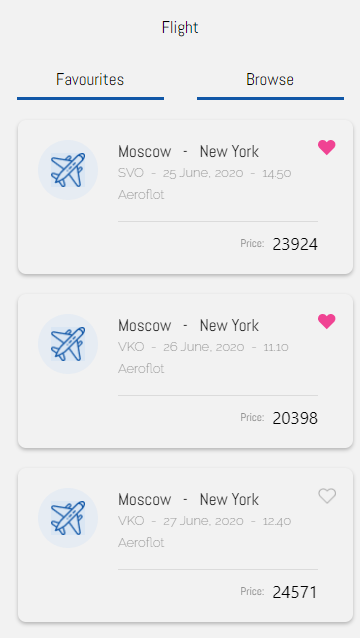 Flight
Favourites Browse
Moscow - New York
SVO - 25 June, 2020 - 14.50
Aeroflot
Price: 23924
Moscow - New York
VKO - 26 June, 2020 - 11.10
Aeroflot
Price: 20398
Moscow - New York
VKO - 27 June, 2020 - 12.40
Aeroflot
Price: 24571